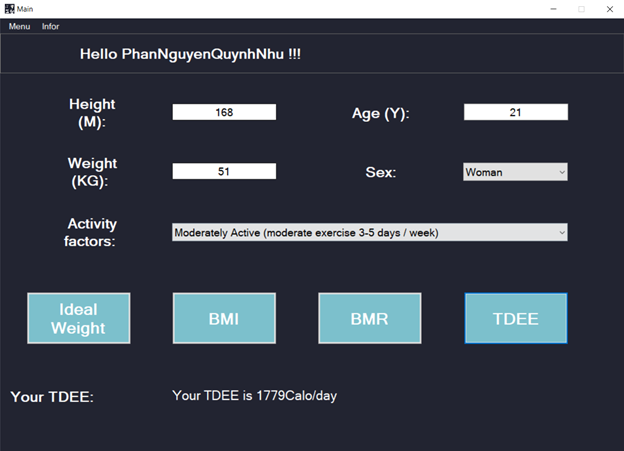 Main
Menu Infor
Hello PhanNguyenQuynhNhu !!!
Height
(M):
168
Age (Y):
21
Weight
(KG):
51
Sex:
Woman
Activity
factors:
Moderately Active (moderate exercise 3-5 days / week)
Ideal
Weight
BMI
BMR
TDEE
Your TDEE:
Your TDEE is 1779Calo/day